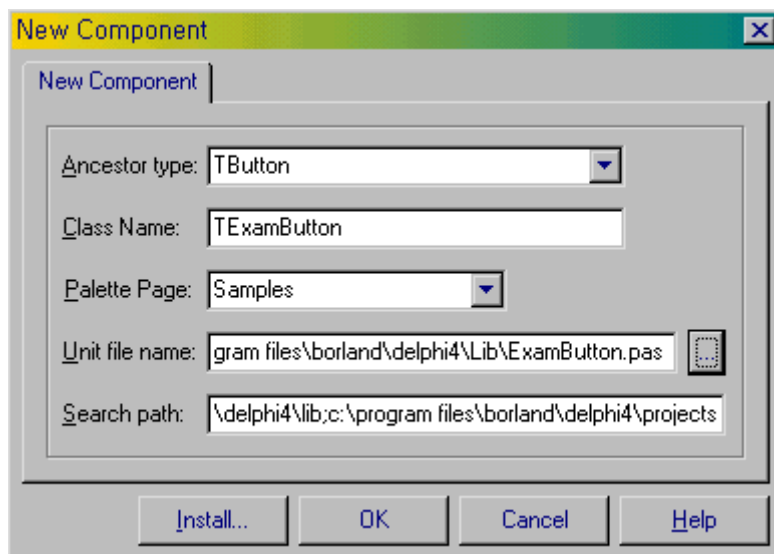 New Component
New Component
Ancestor type: TButton
Class Name: TExamButton
Palette Page: Samples
Unit file name: gram files\borland\delphi4\Lib\ExamButton.pas ...
Search path: \delphi4\lib;c:\program files\borland\delphi4\projects
Install... OK Cancel Help